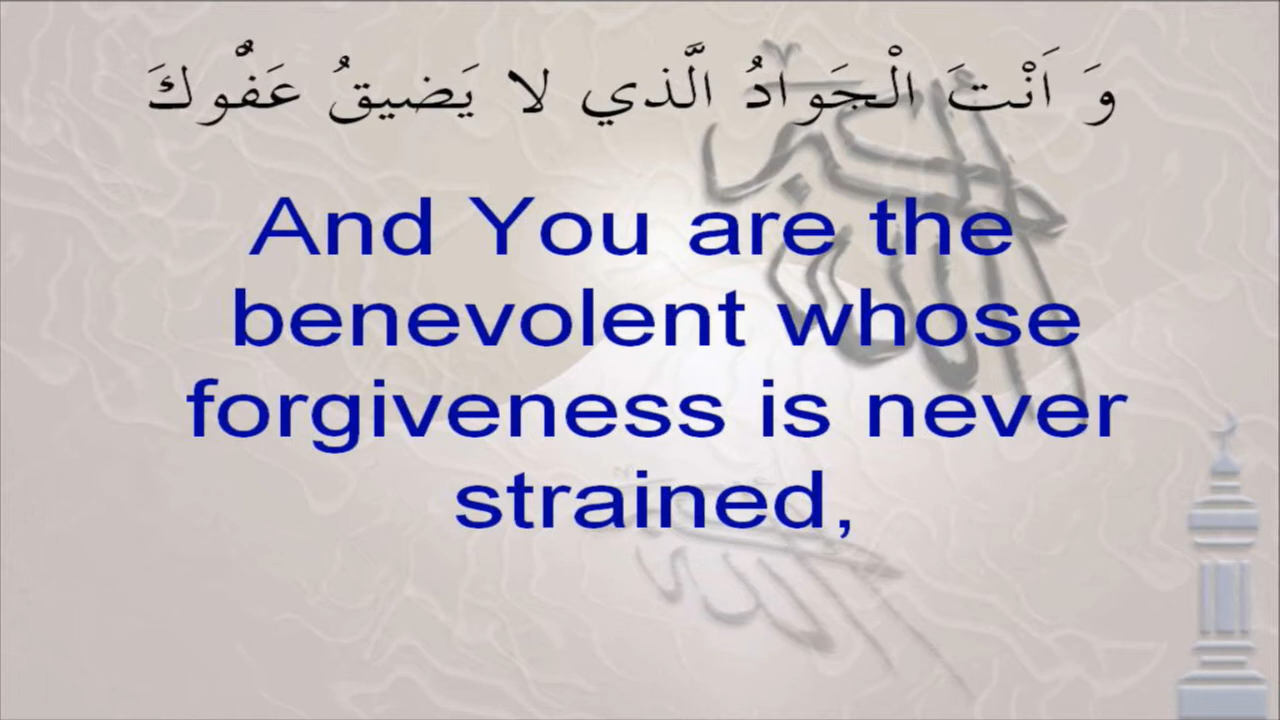 وَ اَنْتَ الْجَوَادُ الَّذي لا يَضيقُ عَفُّوكَ
And You are the
benevolent whose
forgiveness is never
strained,